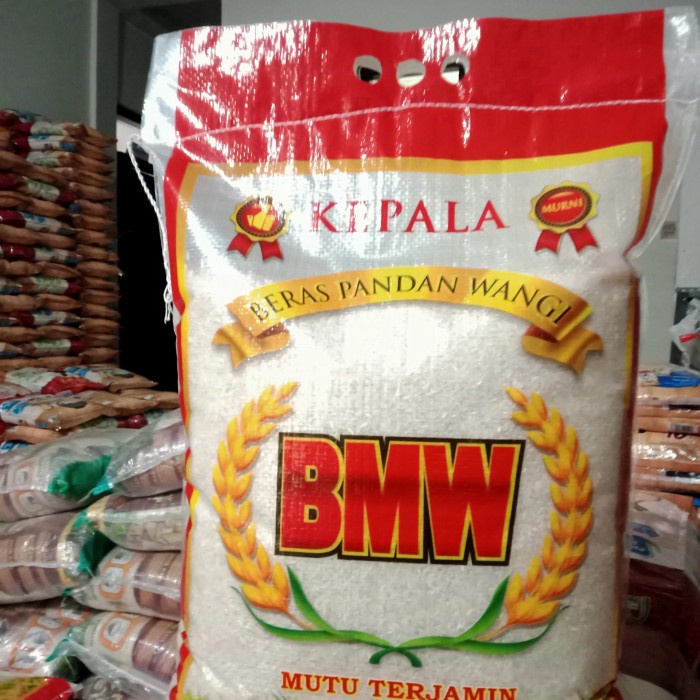 KEPALA
MURNI
BERAS PANDAN WANGI
BMW
MUTU TERJAMIN